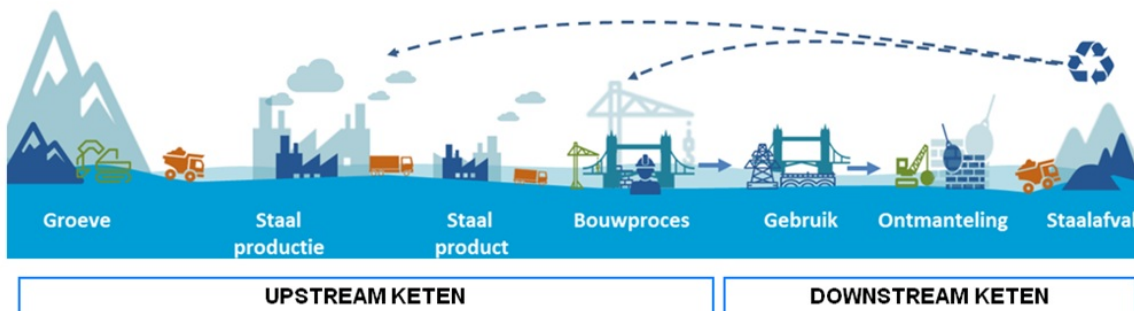 Groeve
Staal
productie
Staal
product
Bouwproces
Gebruik
Ontmanteling
Staalafval
UPSTREAM KETEN
DOWNSTREAM KETEN